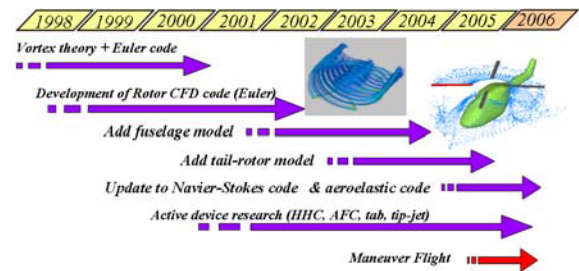 1998 1999 2000 2001 2002 2003 2004 2005 2006
Vortex theory + Euler code
Development of Rotor CFD code (Euler)
Add fuselage model
Add tail-rotor model
Update to Navier-Stokes code & aeroelastic code
Active device research (HHC, AFC, tab, tip-jet)
Maneuver Flight